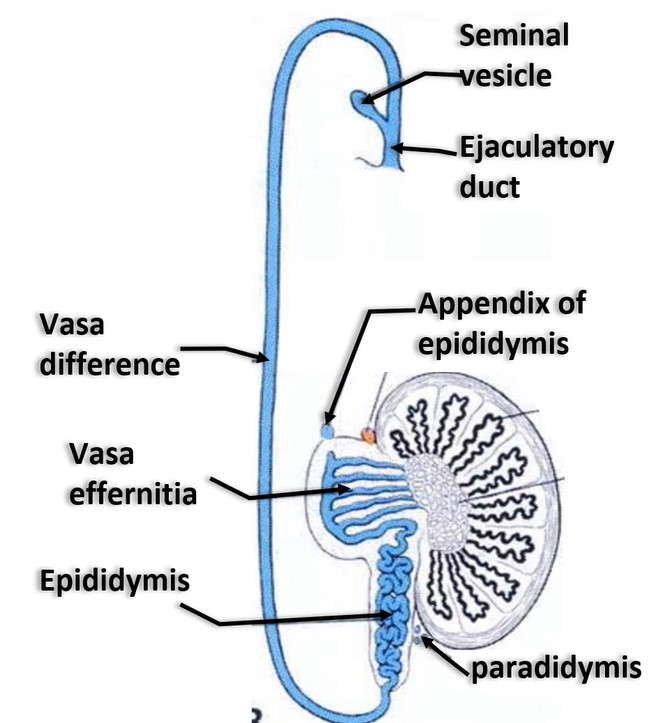 Seminal
vesicle
Ejaculatory
duct
Appendix of
epididymis
Vasa
difference
Vasa
effernitia
Epididymis
paradidymis